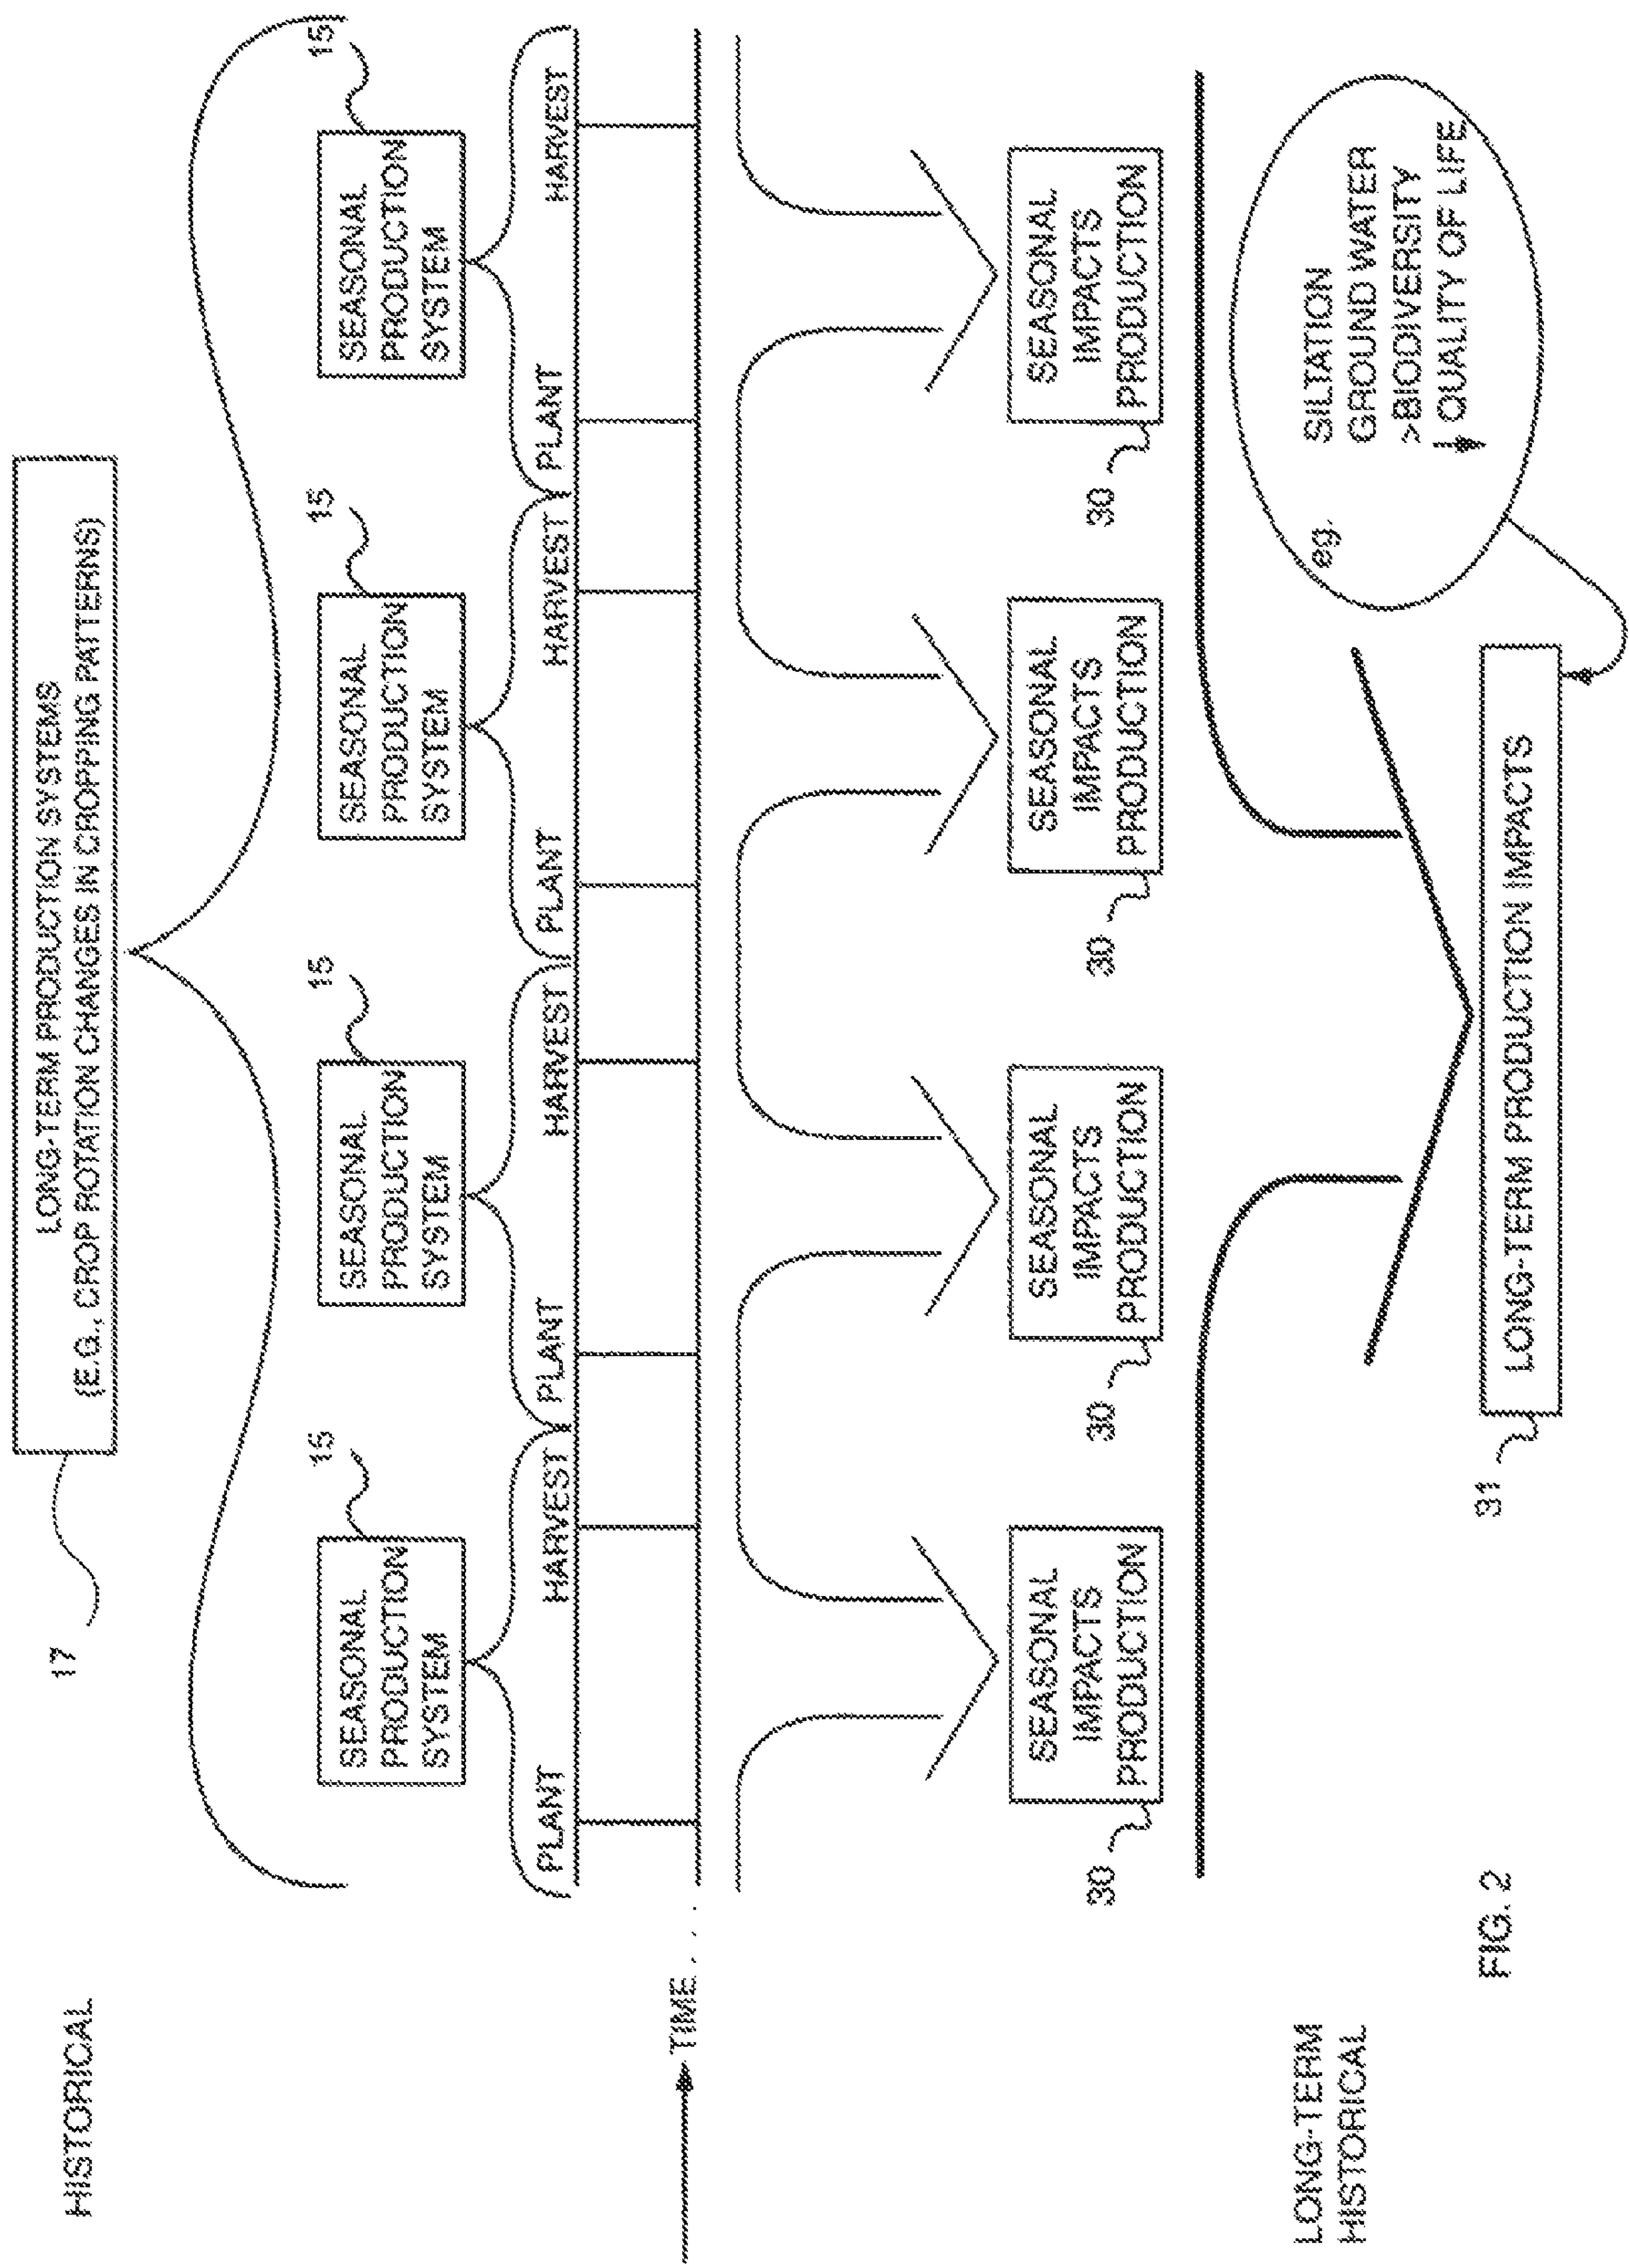 HISTORICAL
17
LONG-TERM PRODUCTION SYSTEMS
(E.G., CROP ROTATION CHANGES IN CROPPING PATTERNS)
15
15
15
15
SEASONAL
PRODUCTION
SYSTEM
SEASONAL
PRODUCTION
SYSTEM
SEASONAL
PRODUCTION
SYSTEM
SEASONAL
PRODUCTION
SYSTEM
PLANT HARVEST PLANT HARVEST PLANT HARVEST PLANT HARVEST
TIME . . .
SEASONAL
IMPACTS
PRODUCTION
SEASONAL
IMPACTS
PRODUCTION
SEASONAL
IMPACTS
PRODUCTION
SEASONAL
IMPACTS
PRODUCTION
30
30
30
30
LONG-TERM
HISTORICAL
eg.
SILTATION
GROUND WATER
>BIODIVERSITY
↓ QUALITY OF LIFE
31
LONG-TERM PRODUCTION IMPACTS
FIG. 2